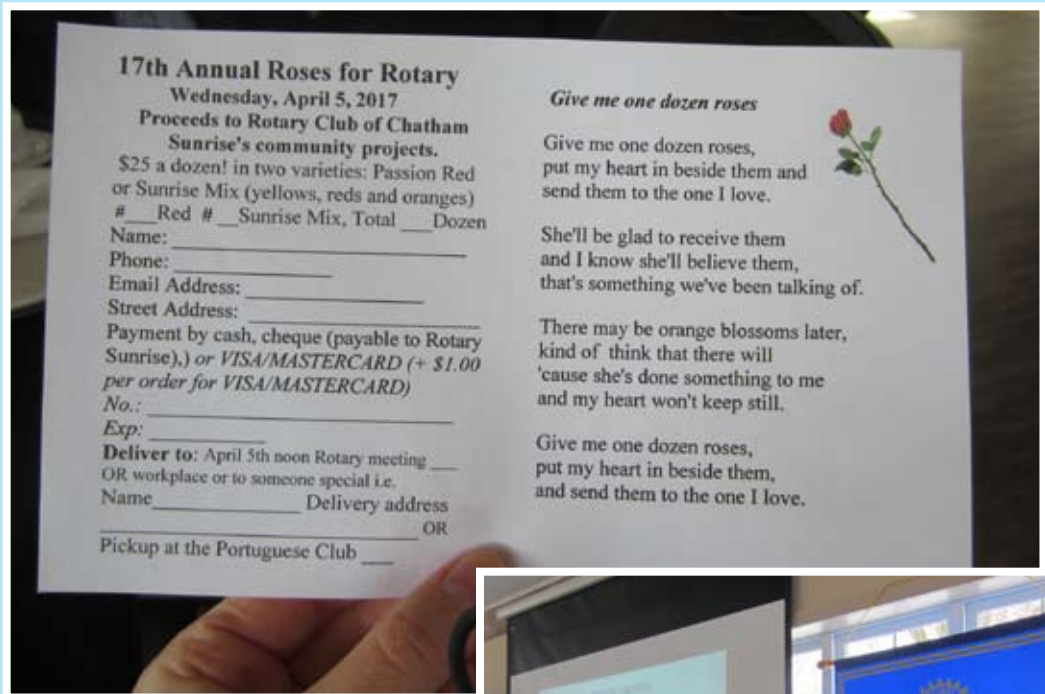 17th Annual Roses for Rotary
Wednesday, April 5, 2017
Proceeds to Rotary Club of Chatham
Sunrise's community projects.
$25 a dozen! in two varieties: Passion Red
or Sunrise Mix (yellows, reds and oranges)
#___Red #__Sunrise Mix, Total ___Dozen
Name: ______________________
Phone: ____________
Email Address: ______________
Street Address: __________________
Payment by cash, cheque (payable to Rotary
Sunrise),) or VISA/MASTERCARD (+ $1.00
per order for VISA/MASTERCARD)
No.: _______________________
Exp: _________
Deliver to: April 5th noon Rotary meeting ___
OR workplace or to someone special i.e.
Name____________ Delivery address
__________________________ OR
Pickup at the Portuguese Club ___
Give me one dozen roses
Give me one dozen roses,
put my heart in beside them and
send them to the one I love.
She'll be glad to receive them
and I know she'll believe them,
that's something we've been talking of.
There may be orange blossoms later,
kind of think that there will
'cause she's done something to me
and my heart won't keep still.
Give me one dozen roses,
put my heart in beside them,
and send them to the one I love.